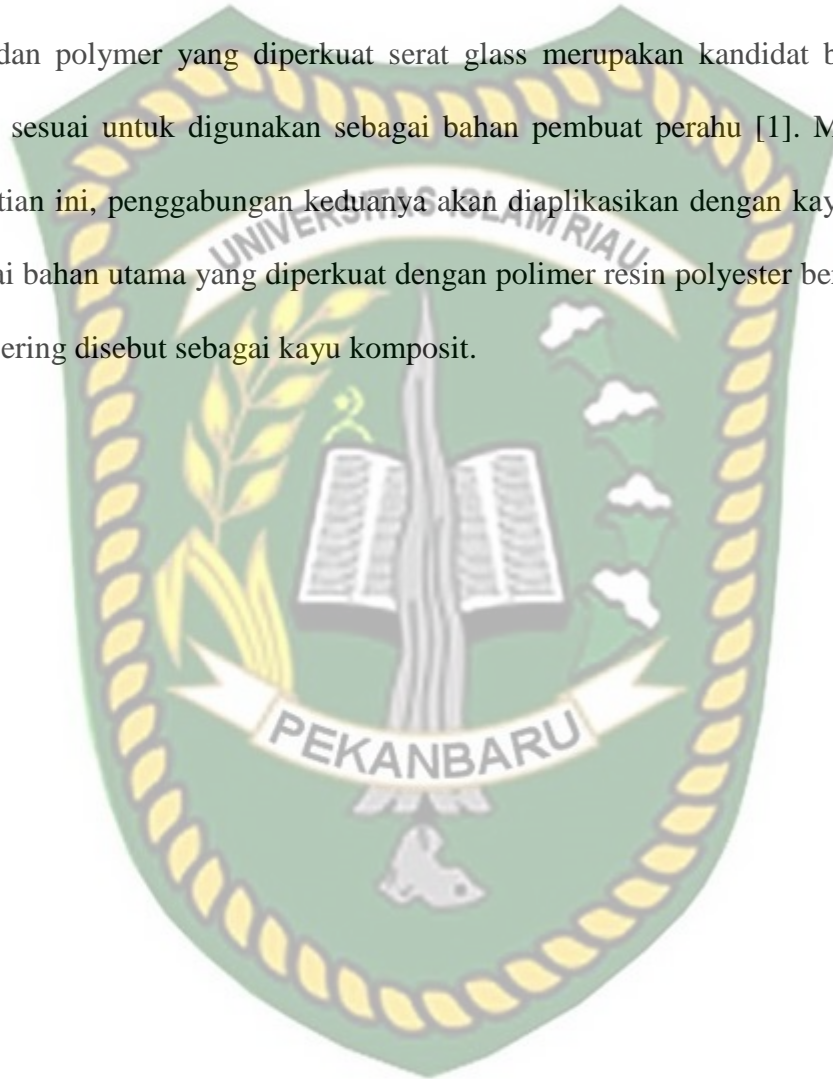 dan polymer yang diperkuat serat glass merupakan kandidat b
sesuai untuk digunakan sebagai bahan pembuat perahu [1]. M
tian ini, penggabungan keduanya akan diaplikasikan dengan kay
UNIVERSITAS ISLAM RIAU
ai bahan utama yang diperkuat dengan polimer resin polyester ber
ering disebut sebagai kayu komposit.
PEKANBARU